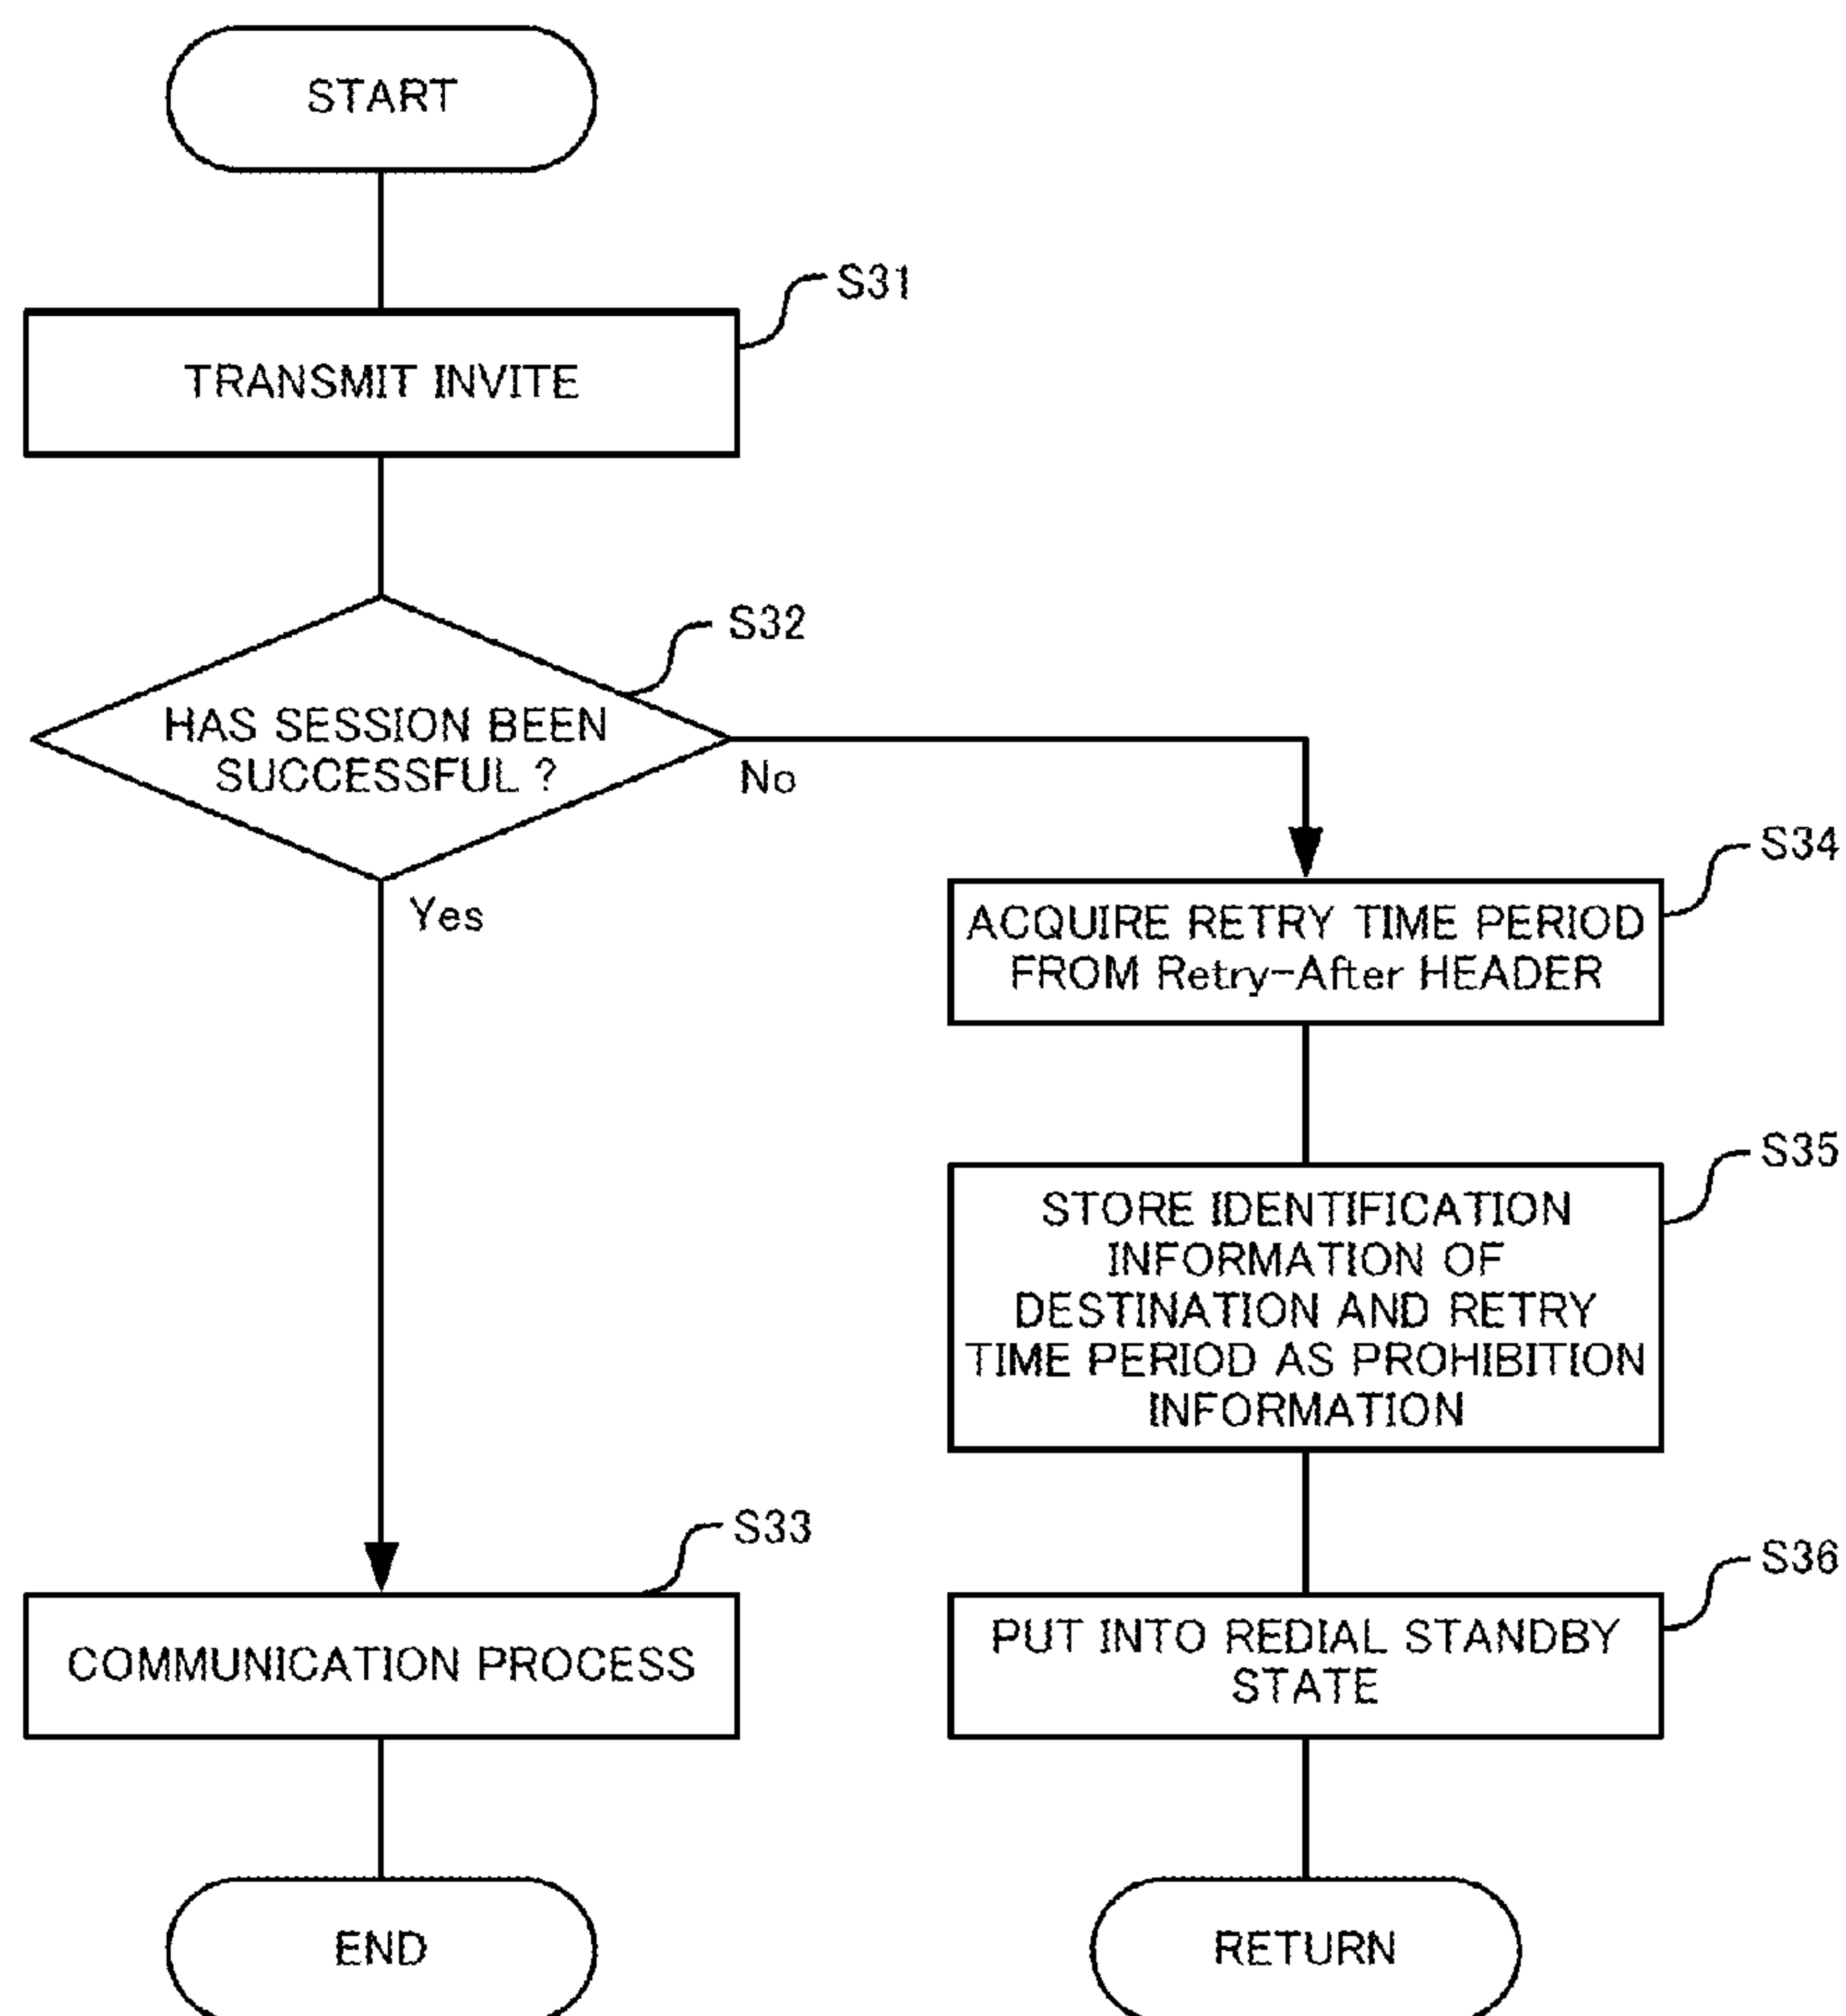 START
S31
TRANSMIT INVITE
S32
HAS SESSION BEEN
SUCCESSFUL ?
No
Yes
S34
ACQUIRE RETRY TIME PERIOD
FROM Retry-After HEADER
S35
STORE IDENTIFICATION
INFORMATION OF
DESTINATION AND RETRY
TIME PERIOD AS PROHIBITION
INFORMATION
S33
COMMUNICATION PROCESS
S36
PUT INTO REDIAL STANDBY
STATE
END
RETURN